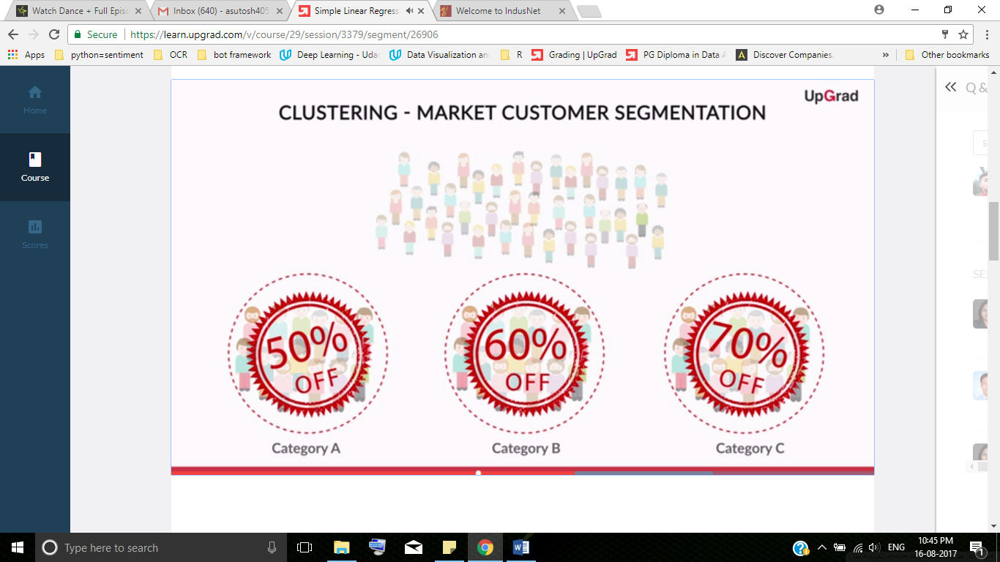 Watch Dance + Full Episo
Inbox (640) - asutosh405
Simple Linear Regress
Welcome to IndusNet
Secure
https://learn.upgrad.com/v/course/29/session/3379/segment/26906
Apps
python=sentiment
OCR
bot framework
Deep Learning - Udac
Data Visualization an
R
Grading | UpGrad
PG Diploma in Data A
Discover Companies.
»
Other bookmarks
Home
Course
Scores
UpGrad
CLUSTERING - MARKET CUSTOMER SEGMENTATION
50%
OFF
60%
OFF
70%
OFF
Category A
Category B
Category C
Q &
S
SES
Type here to search
ENG
10:45 PM
16-08-2017
1